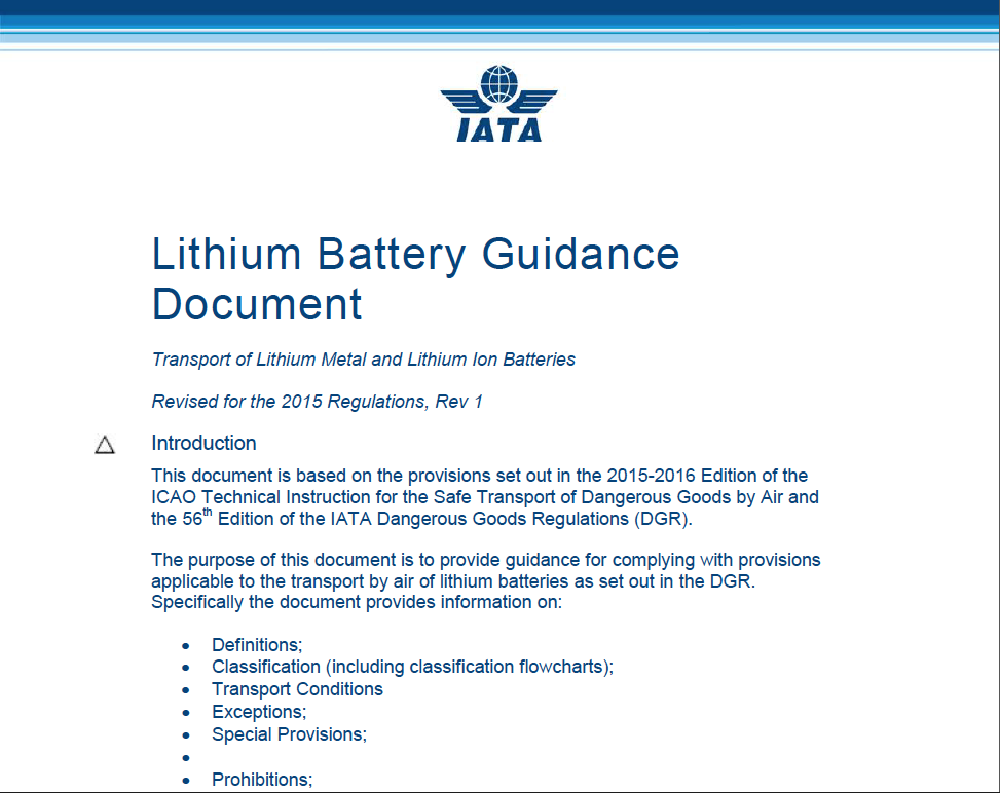 IATA
Lithium Battery Guidance
Document
Transport of Lithium Metal and Lithium Ion Batteries
Revised for the 2015 Regulations, Rev 1
Introduction
This document is based on the provisions set out in the 2015-2016 Edition of the
ICAO Technical Instruction for the Safe Transport of Dangerous Goods by Air and
the 56th Edition of the IATA Dangerous Goods Regulations (DGR).
The purpose of this document is to provide guidance for complying with provisions
applicable to the transport by air of lithium batteries as set out in the DGR.
Specifically the document provides information on:
• Definitions;
• Classification (including classification flowcharts);
• Transport Conditions
• Exceptions;
• Special Provisions;
•
• Prohibitions;